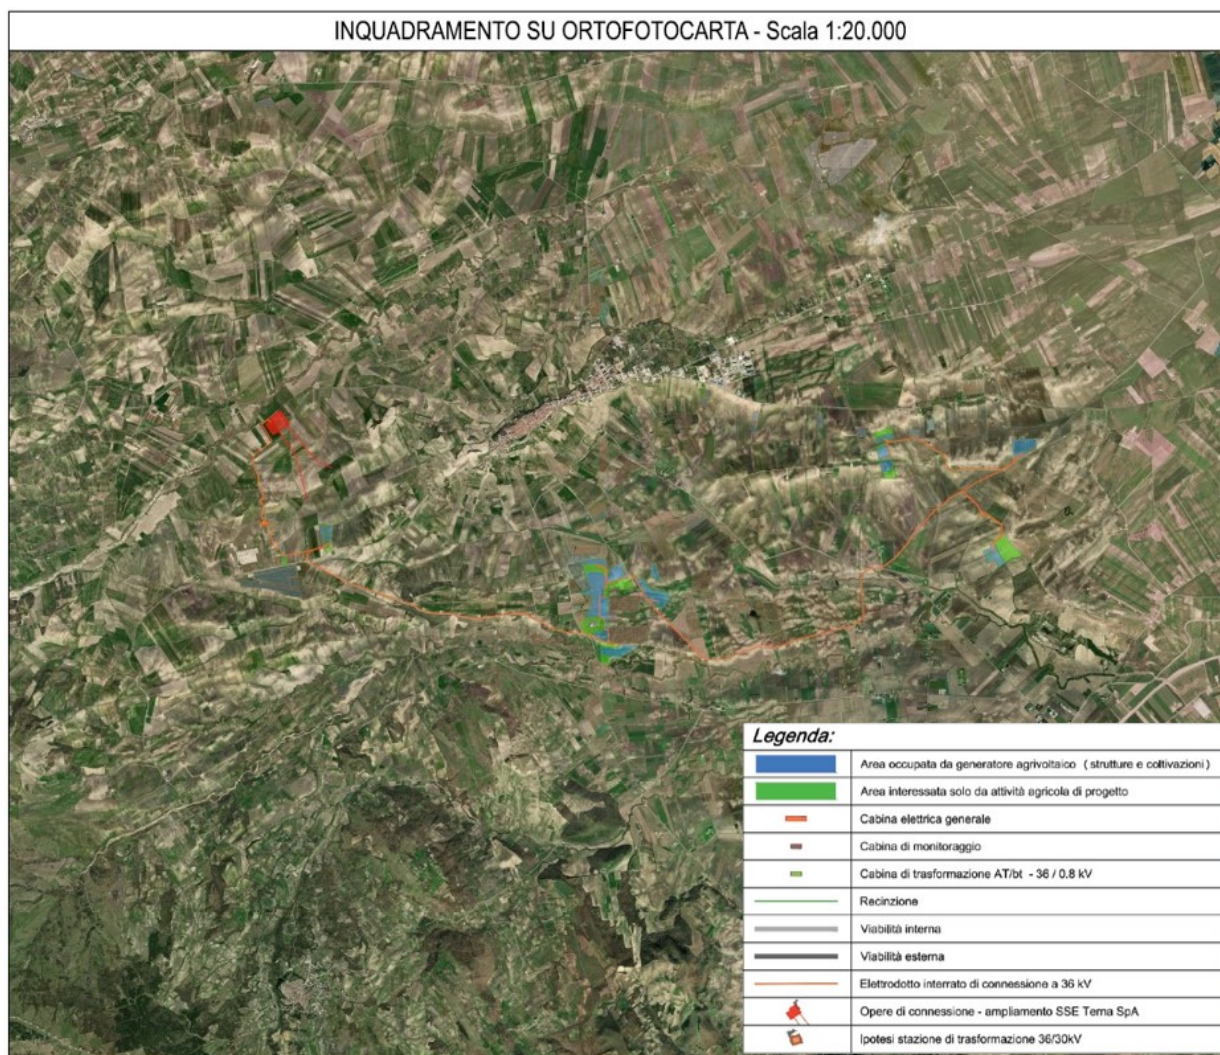 INQUADRAMENTO SU ORTOFOTOCARTA - Scala 1:20.000
Legenda:
Area occupata da generatore agrivoltaico ( strutture e coltivazioni )
Area interessata solo da attività agricola di progetto
Cabina elettrica generale
Cabina di monitoraggio
Cabina di trasformazione AT/bt - 36 / 0.8 kV
Recinzione
Viabilità interna
Viabilità esterna
Elettrodotto interrato di connessione a 36 kV
Opere di connessione - ampliamento SSE Terna SpA
Ipotesi stazione di trasformazione 36/30kV